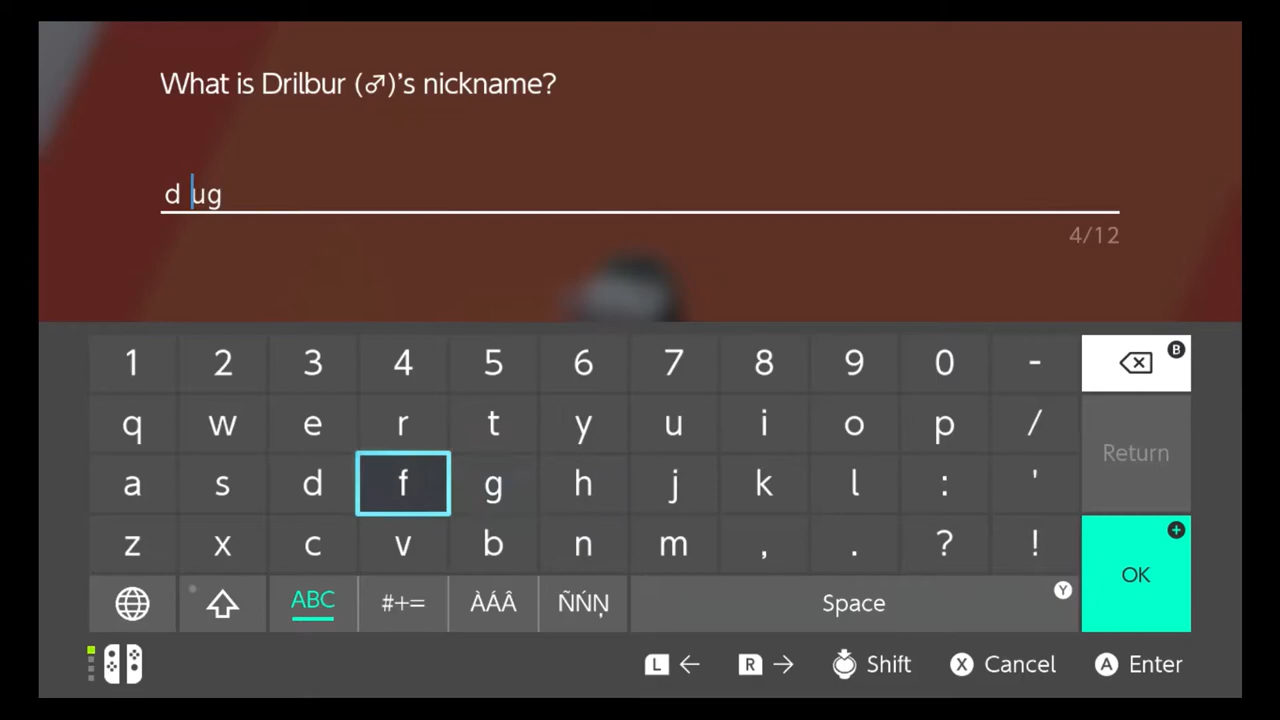 What is Drilbur (♂)'s nickname?
d ug
4/12
1 2 3 4 5 6 7 8 9 0 - B
q w e r t y u i o p /
Return
a s d f g h j k l : '
z x c v b n m , . ? ! +
OK
ABC #+= ÀÁÂ ÑŃŅ Space Y
L ← R → Shift X Cancel A Enter